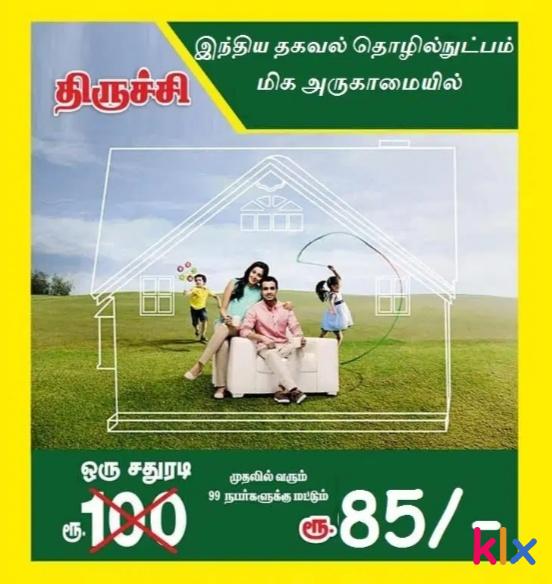 இந்திய தகவல் தொழில்நுட்பம்
மிக அருகாமையில்
திருச்சி
ஒரு சதுரடி
ரூ.100
முதலில் வரும்
99 நபர்களுக்கு மட்டும்
ரூ.85/-
klx